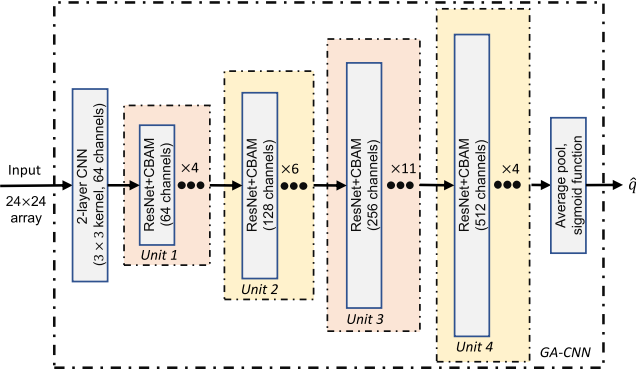 Input
24×24
array
2-layer CNN
(3 × 3 kernel, 64 channels)
ResNet+CBAM
(64 channels)
×4
Unit 1
ResNet+CBAM
(128 channels)
×6
Unit 2
ResNet+CBAM
(256 channels)
×11
Unit 3
ResNet+CBAM
(512 channels)
×4
Unit 4
Average pool,
sigmoid function
q̂
GA-CNN